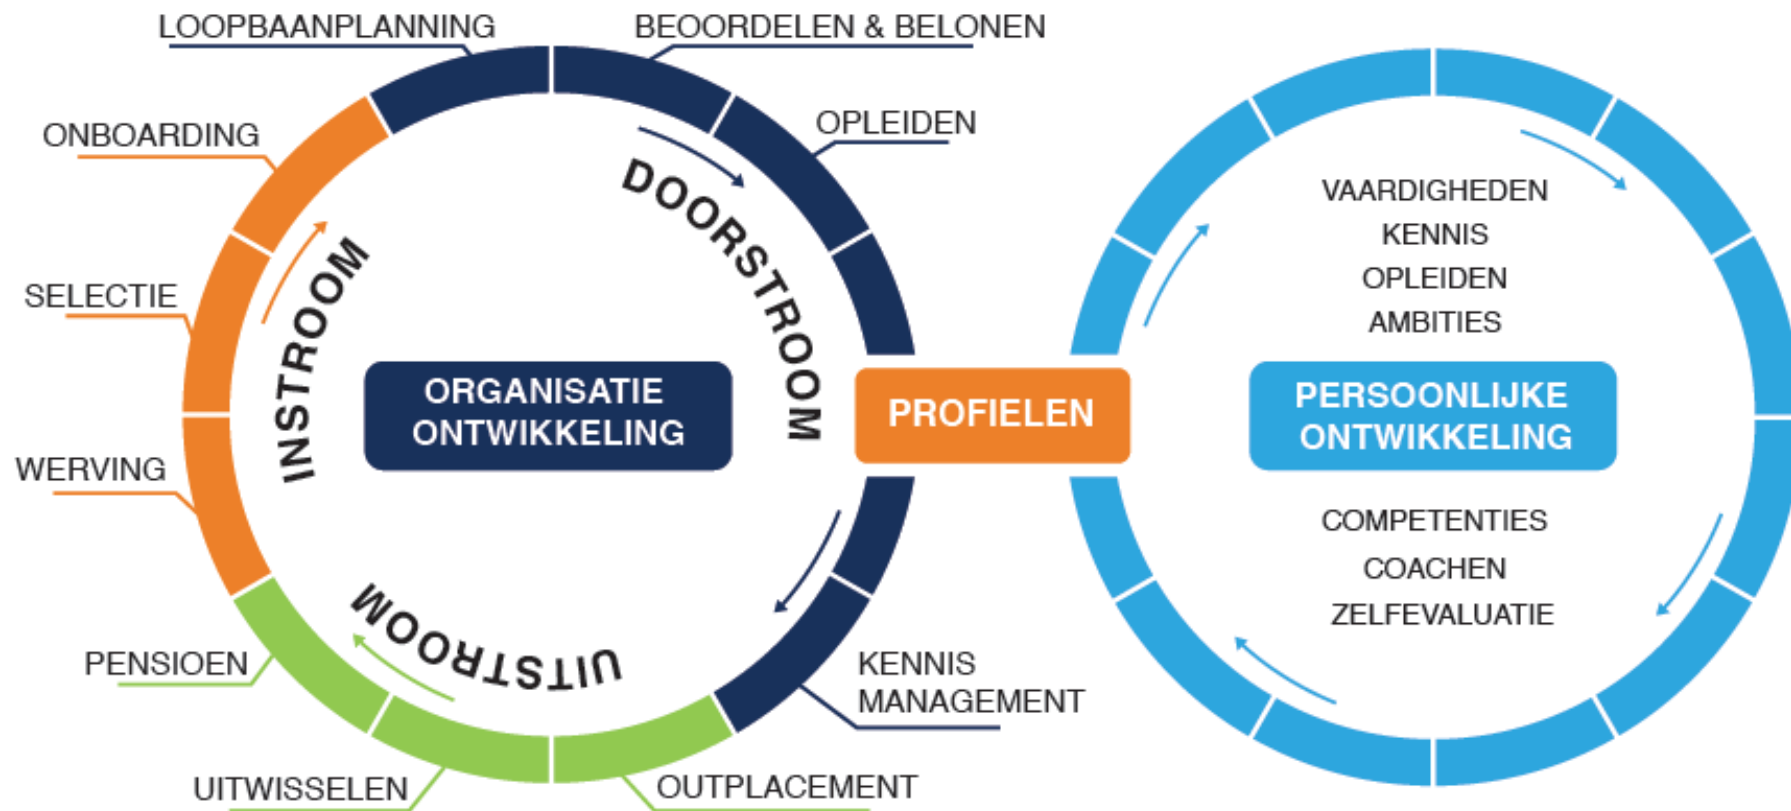 LOOPBAANPLANNING
BEOORDELEN & BELONEN
ONBOARDING
OPLEIDEN
SELECTIE
WERVING
PENSIOEN
UITWISSELEN
OUTPLACEMENT
KENNIS
MANAGEMENT
INSTROOM
DOORSTROOM
UITSTROOM
ORGANISATIE
ONTWIKKELING
PROFIELEN
VAARDIGHEDEN
KENNIS
OPLEIDEN
AMBITIES
PERSOONLIJKE
ONTWIKKELING
COMPETENTIES
COACHEN
ZELFEVALUATIE